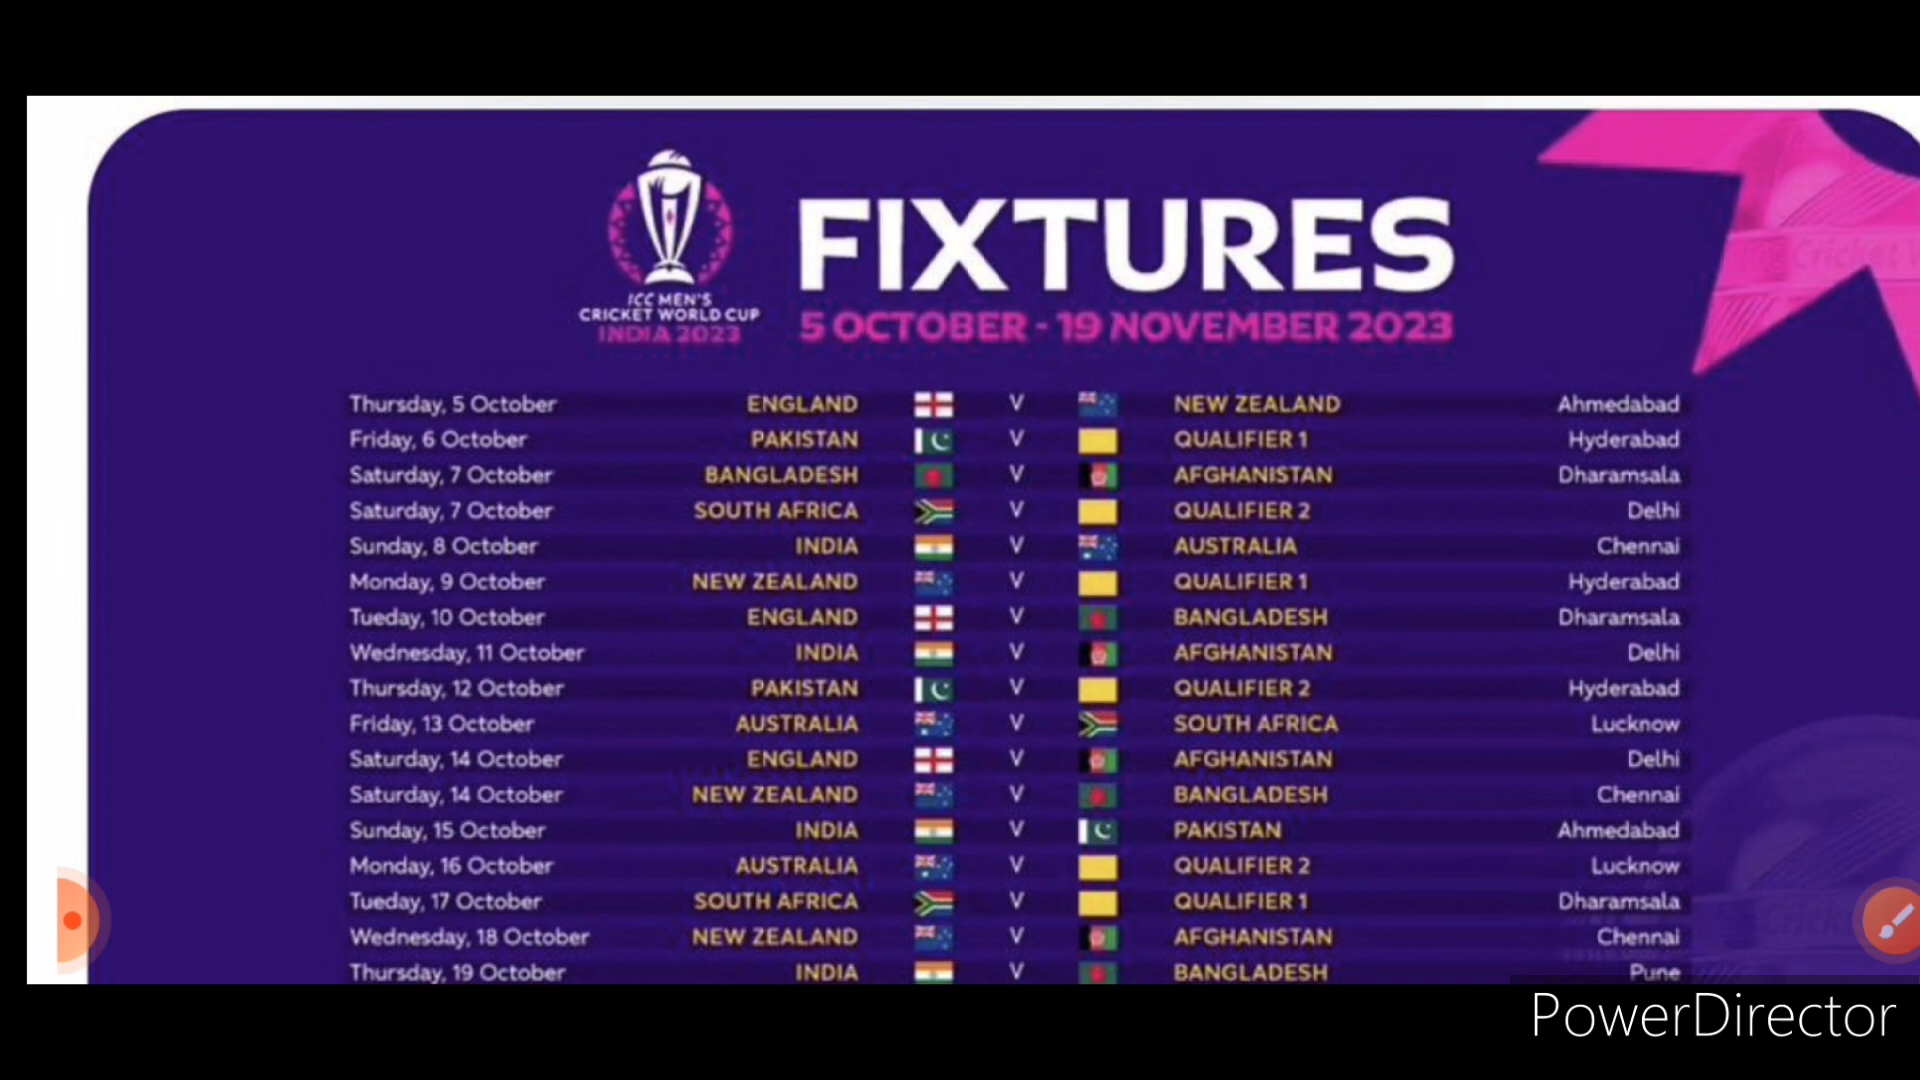 ICC MEN'S
CRICKET WORLD CUP
INDIA 2023
FIXTURES
5 OCTOBER - 19 NOVEMBER 2023
Thursday, 5 October ENGLAND V NEW ZEALAND Ahmedabad
Friday, 6 October PAKISTAN V QUALIFIER 1 Hyderabad
Saturday, 7 October BANGLADESH V AFGHANISTAN Dharamsala
Saturday, 7 October SOUTH AFRICA V QUALIFIER 2 Delhi
Sunday, 8 October INDIA V AUSTRALIA Chennai
Monday, 9 October NEW ZEALAND V QUALIFIER 1 Hyderabad
Tueday, 10 October ENGLAND V BANGLADESH Dharamsala
Wednesday, 11 October INDIA V AFGHANISTAN Delhi
Thursday, 12 October PAKISTAN V QUALIFIER 2 Hyderabad
Friday, 13 October AUSTRALIA V SOUTH AFRICA Lucknow
Saturday, 14 October ENGLAND V AFGHANISTAN Delhi
Saturday, 14 October NEW ZEALAND V BANGLADESH Chennai
Sunday, 15 October INDIA V PAKISTAN Ahmedabad
Monday, 16 October AUSTRALIA V QUALIFIER 2 Lucknow
Tueday, 17 October SOUTH AFRICA V QUALIFIER 1 Dharamsala
Wednesday, 18 October NEW ZEALAND V AFGHANISTAN Chennai
Thursday, 19 October INDIA V BANGLADESH Pune
PowerDirector